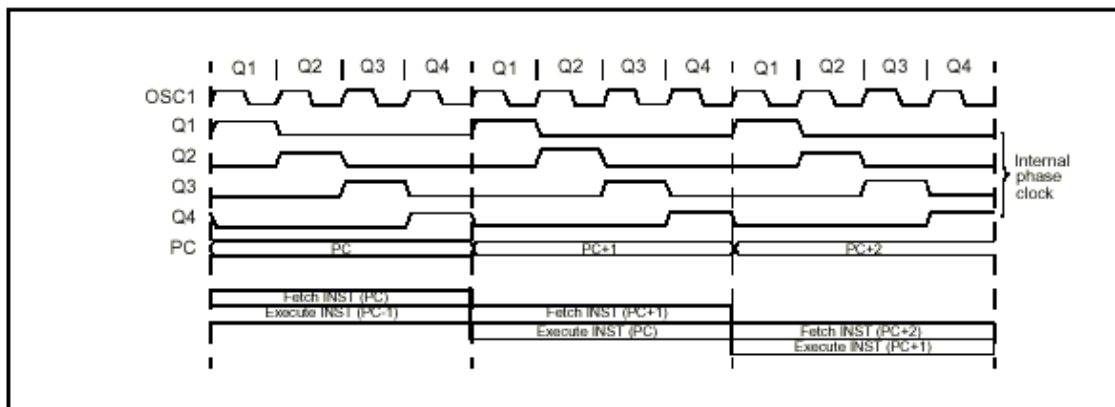 Q1 Q2 Q3 Q4 Q1 Q2 Q3 Q4 Q1 Q2 Q3 Q4
OSC1
Q1
Q2
Q3
Q4
Internal
phase
clock
PC PC PC+1 PC+2
Fetch INST (PC)
Execute INST (PC-1) Fetch INST (PC+1)
Execute INST (PC) Fetch INST (PC+2)
Execute INST (PC+1)